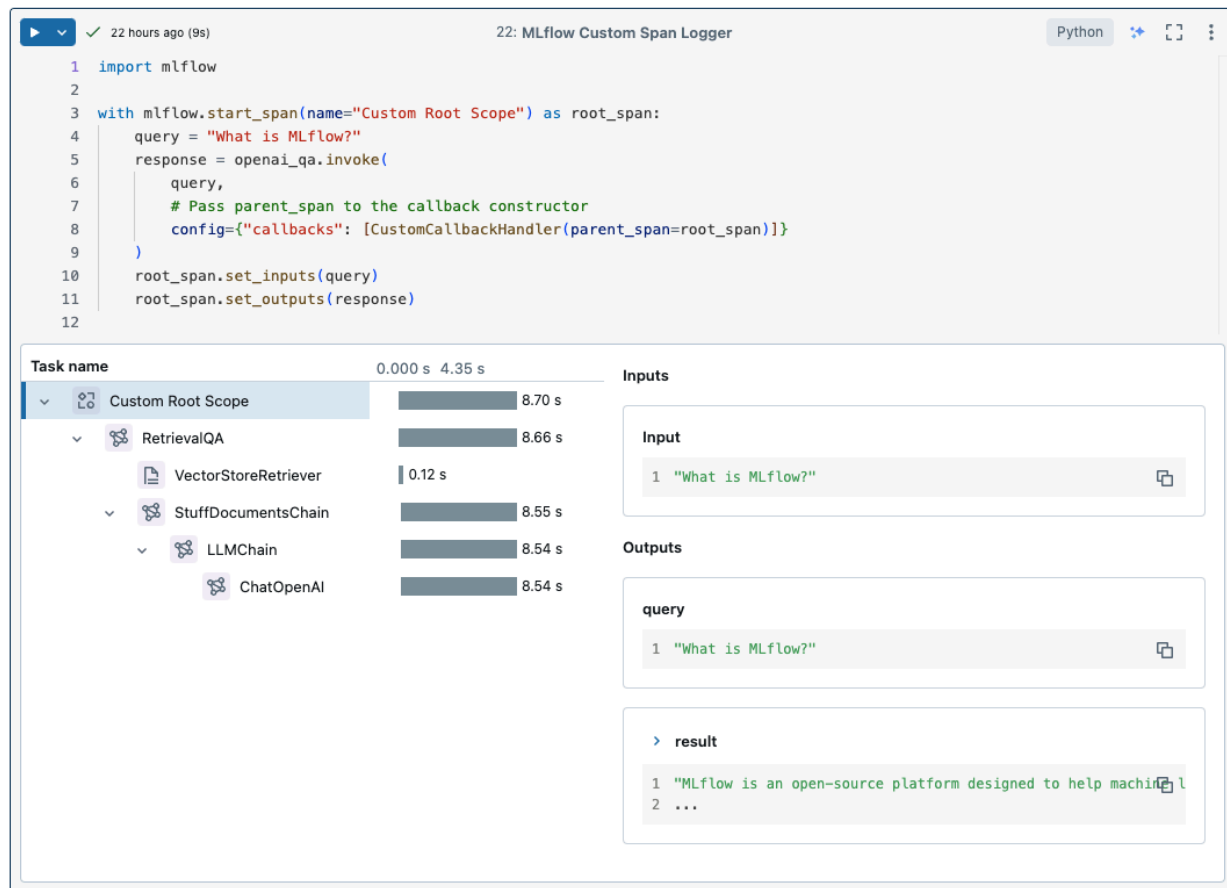 22 hours ago (9s)
22: MLflow Custom Span Logger
Python
1 import mlflow
2
3 with mlflow.start_span(name="Custom Root Scope") as root_span:
4     query = "What is MLflow?"
5     response = openai_qa.invoke(
6         query,
7         # Pass parent_span to the callback constructor
8         config={"callbacks": [CustomCallbackHandler(parent_span=root_span)]}
9     )
10     root_span.set_inputs(query)
11     root_span.set_outputs(response)
12
Task name 0.000 s 4.35 s
Custom Root Scope 8.70 s
RetrievalQA 8.66 s
VectorStoreRetriever 0.12 s
StuffDocumentsChain 8.55 s
LLMChain 8.54 s
ChatOpenAI 8.54 s
Inputs
Input
1 "What is MLflow?"
Outputs
query
1 "What is MLflow?"
result
1 "MLflow is an open-source platform designed to help machine l
2 ...